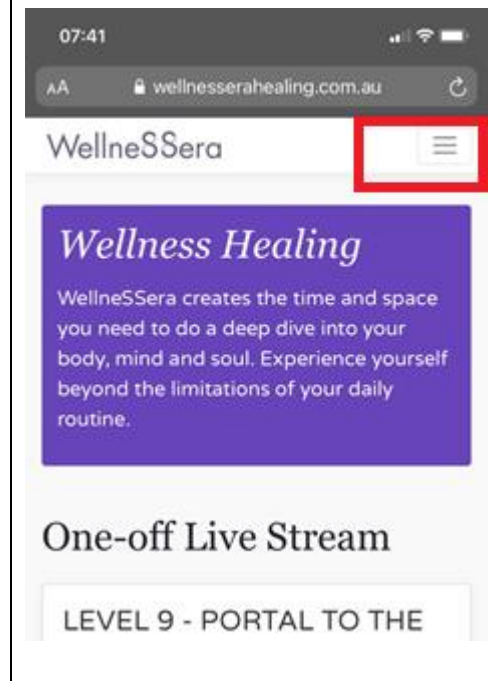 07:41
AA wellnesserahealing.com.au
WellneSSera
Wellness Healing
WellneSSera creates the time and space
you need to do a deep dive into your
body, mind and soul. Experience yourself
beyond the limitations of your daily
routine.
One-off Live Stream
LEVEL 9 - PORTAL TO THE